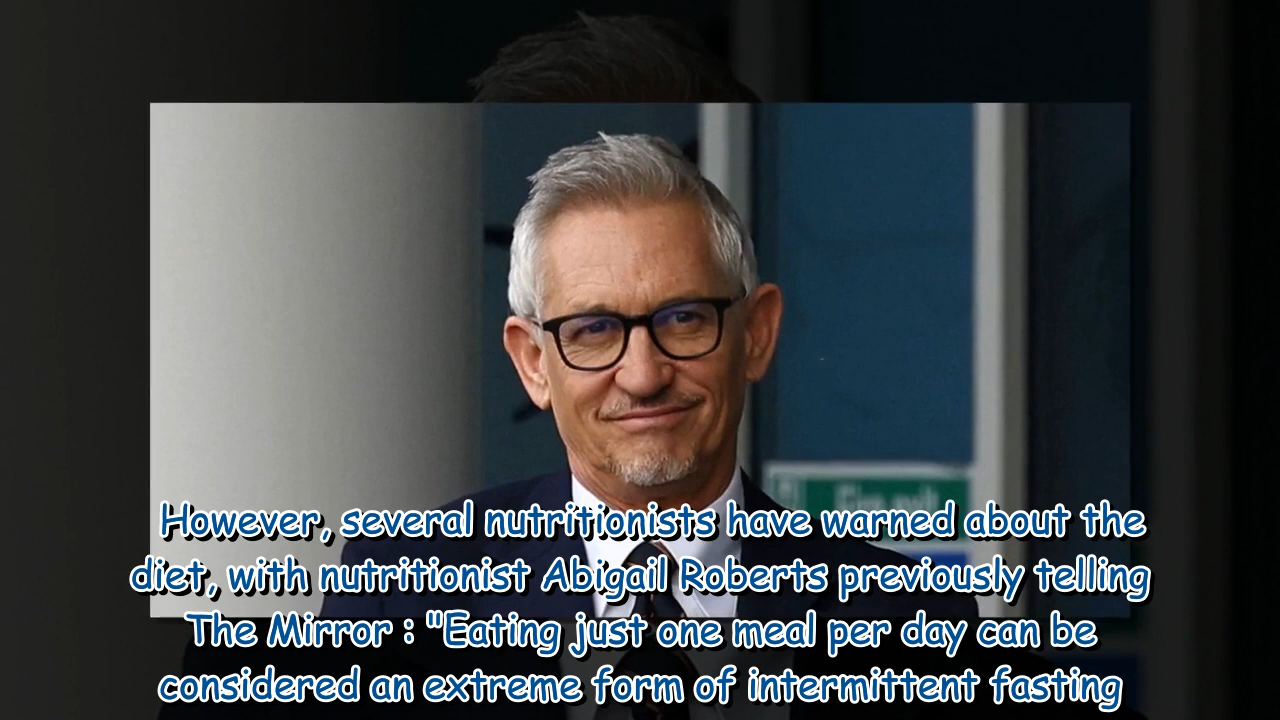 However, several nutritionists have warned about the
diet, with nutritionist Abigail Roberts previously telling
The Mirror : "Eating just one meal per day can be
considered an extreme form of intermittent fasting